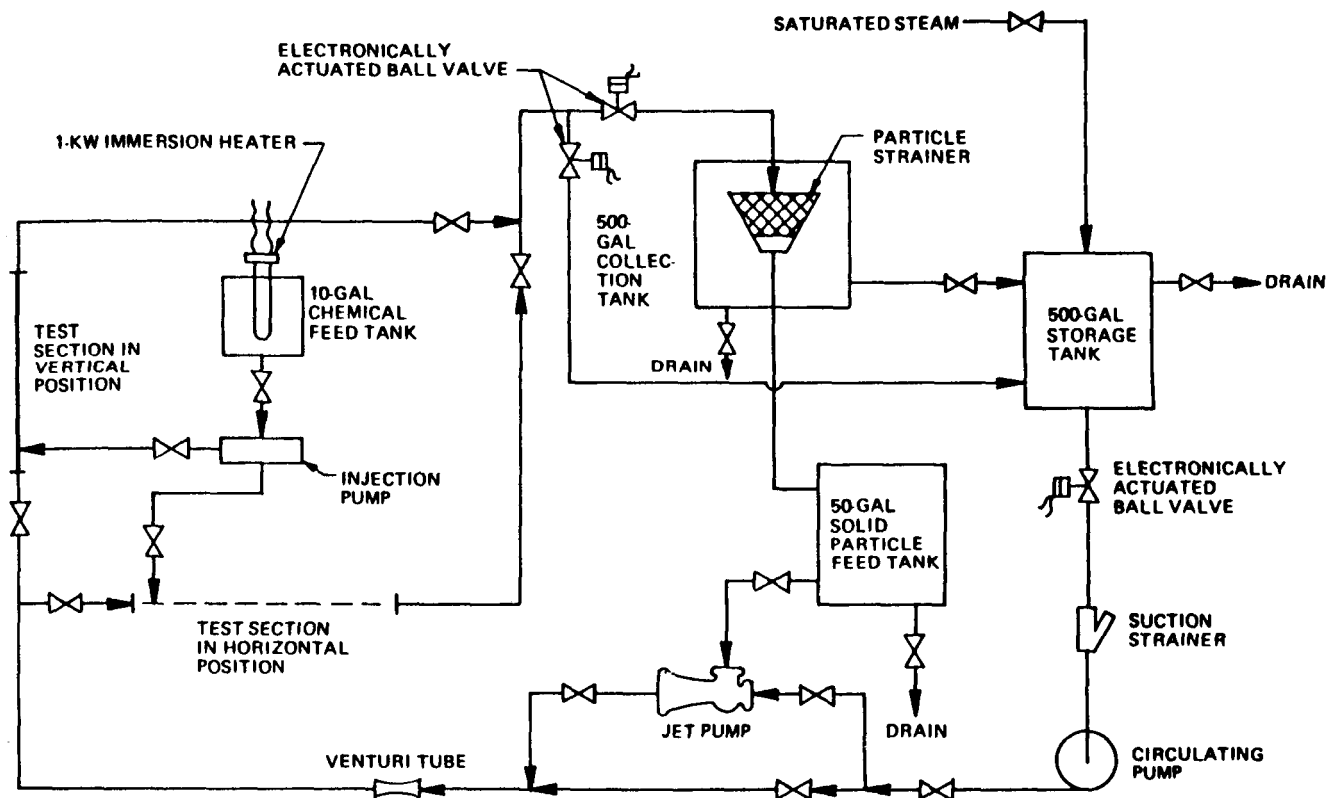 SATURATED STEAM
ELECTRONICALLY
ACTUATED BALL
VALVE
1-KW IMMERSION HEATER
PARTICLE
STRAINER
500-
GAL
COLLEC-
TION
TANK
10-GAL
CHEMICAL
FEED TANK
DRAIN
500-GAL
STORAGE
TANK
TEST
SECTION IN
VERTICAL
POSITION
DRAIN
INJECTION
PUMP
ELECTRONICALLY
ACTUATED
BALL VALVE
50-GAL
SOLID
PARTICLE
FEED TANK
TEST SECTION
IN HORIZONTAL
POSITION
SUCTION
STRAINER
JET PUMP
DRAIN
VENTURI TUBE
CIRCULATING
PUMP